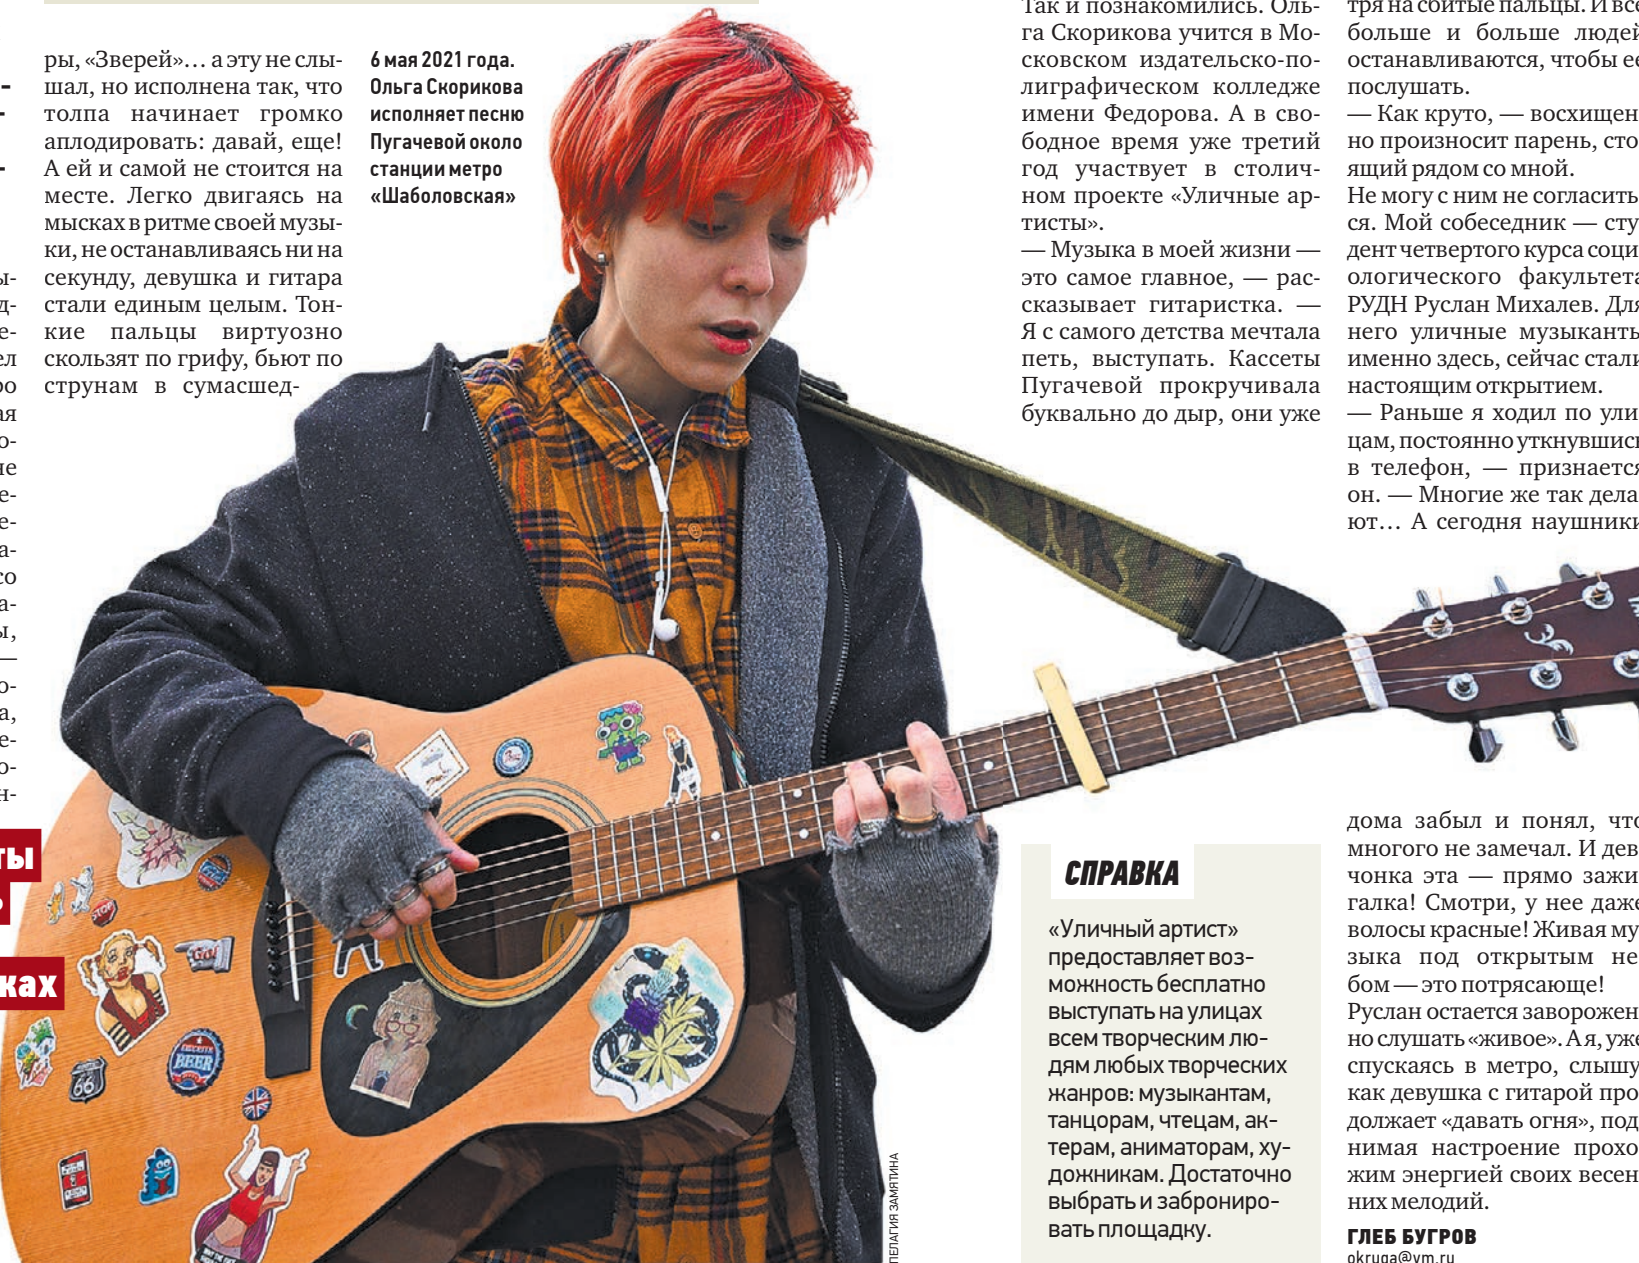 ры, «Зверей»… а эту не слы-
шал, но исполнена так, что
толпа начинает громко
аплодировать: давай, еще!
А ей и самой не стоится на
месте. Легко двигаясь на
мысках в ритме своей музы-
ки, не останавливаясь ни на
секунду, девушка и гитара
стали единым целым. Тон-
кие пальцы виртуозно
скользят по грифу, бьют по
струнам в сумасшед-
6 мая 2021 года.
Ольга Скорикова
исполняет песню
Пугачевой около
станции метро
«Шаболовская»
Так и познакомились. Оль-
га Скорикова учится в Мо-
сковском издательско-по-
лиграфическом колледже
имени Федорова. А в сво-
бодное время уже третий
год участвует в столич-
ном проекте «Уличные ар-
тисты».
— Музыка в моей жизни —
это самое главное, — рас-
сказывает гитаристка. —
Я с самого детства мечтала
петь, выступать. Кассеты
Пугачевой прокручивала
буквально до дыр, они уже
СПРАВКА
«Уличный артист»
предоставляет воз-
можность бесплатно
выступать на улицах
всем творческим лю-
дям любых творческих
жанров: музыкантам,
танцорам, чтецам, ак-
терам, аниматорам, ху-
дожникам. Достаточно
выбрать и заброниро-
вать площадку.
тря на сбитые пальцы. И все
больше и больше людей
останавливаются, чтобы ее
послушать.
— Как круто, — восхищен-
но произносит парень, сто-
ящий рядом со мной.
Не могу с ним не согласить-
ся. Мой собеседник — сту-
дент четвертого курса соци-
ологического факультета
РУДН Руслан Михалев. Для
него уличные музыканты
именно здесь, сейчас стали
настоящим открытием.
— Раньше я ходил по ули-
цам, постоянно уткнувшись
в телефон, — признается
он. — Многие же так дела-
ют… А сегодня наушники
дома забыл и понял, что
многого не замечал. И дев-
чонка эта — прямо зажи-
галка! Смотри, у нее даже
волосы красные! Живая му-
зыка под открытым не-
бом — это потрясающе!
Руслан остается заворожен-
но слушать «живое». А я, уже
спускаясь в метро, слышу,
как девушка с гитарой про-
должает «давать огня», под-
нимая настроение прохо-
жим энергией своих весен-
них мелодий.
ГЛЕБ БУГРОВ
okruga@vm.ru
ПЕЛАГИЯ ЗАМЯТИНА
STOP
GO!
BEER
66